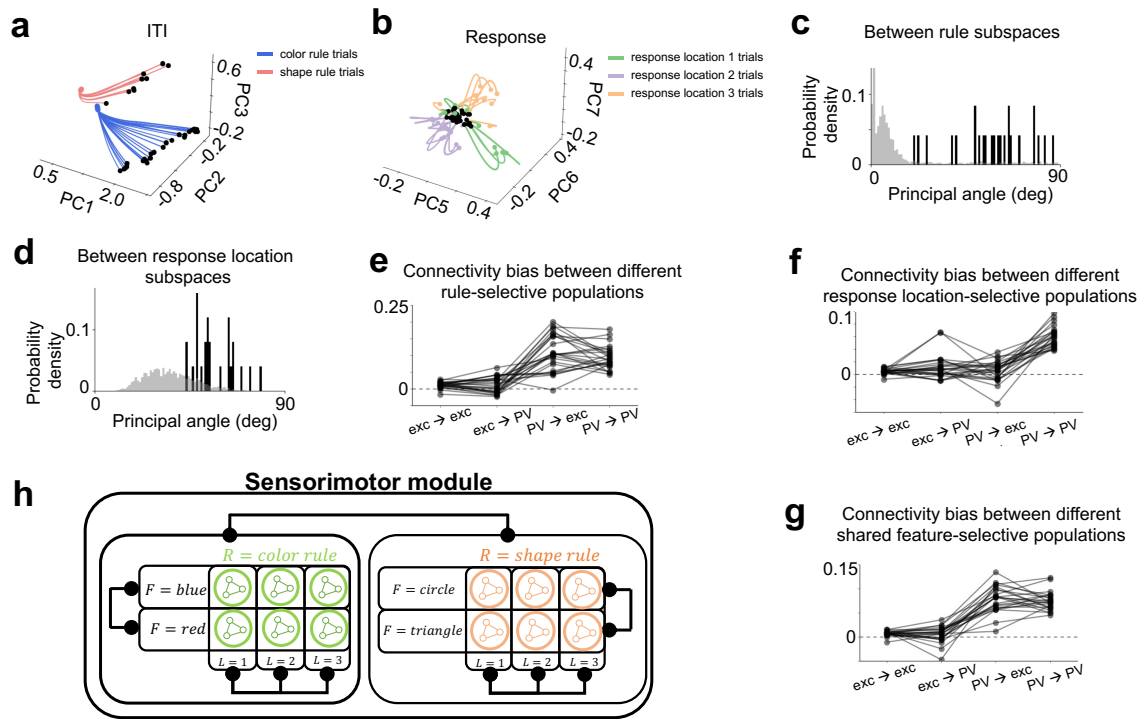 a
ITI
color rule trials
shape rule trials
0.6
PC3
-0.2
-0.2
PC2
-0.8
0.5
2.0
PC1
b
Response
response location 1 trials
response location 2 trials
response location 3 trials
0.4
PC7
-0.2
0.4
PC6
-0.2
-0.2
0.4
PC5
c
Between rule subspaces
0.1
0
Probability
density
0
90
Principal angle (deg)
d
Between response location
subspaces
0.1
0
Probability
density
0
90
Principal angle (deg)
e
Connectivity bias between different
rule-selective populations
0.25
0
exc → exc
exc → PV
PV → exc
PV → PV
f
Connectivity bias between different
response location-selective populations
0.1
0
exc → exc
exc → PV
PV → exc
PV → PV
g
Connectivity bias between different
shared feature-selective populations
0.15
0
exc → exc
exc → PV
PV → exc
PV → PV
h
Sensorimotor module
R = color rule
F = blue
F = red
L = 1
L = 2
L = 3
R = shape rule
F = circle
F = triangle
L = 1
L = 2
L = 3